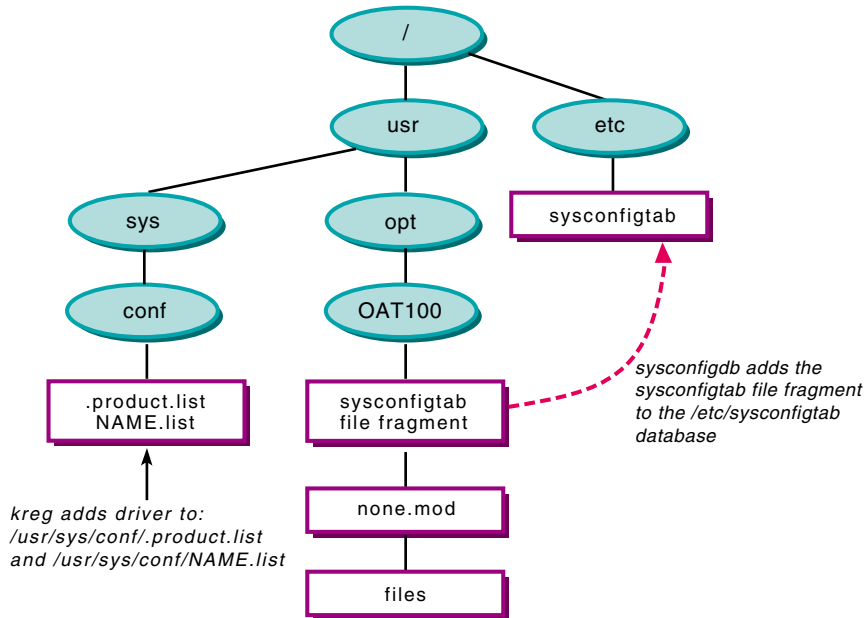 /
usr
etc
sys
opt
sysconfigtab
conf
OAT100
.product.list
NAME.list
sysconfigtab
file fragment
sysconfigdb adds the
sysconfigtab file fragment
to the /etc/sysconfigtab
database
kreg adds driver to:
/usr/sys/conf/.product.list
and /usr/sys/conf/NAME.list
none.mod
files